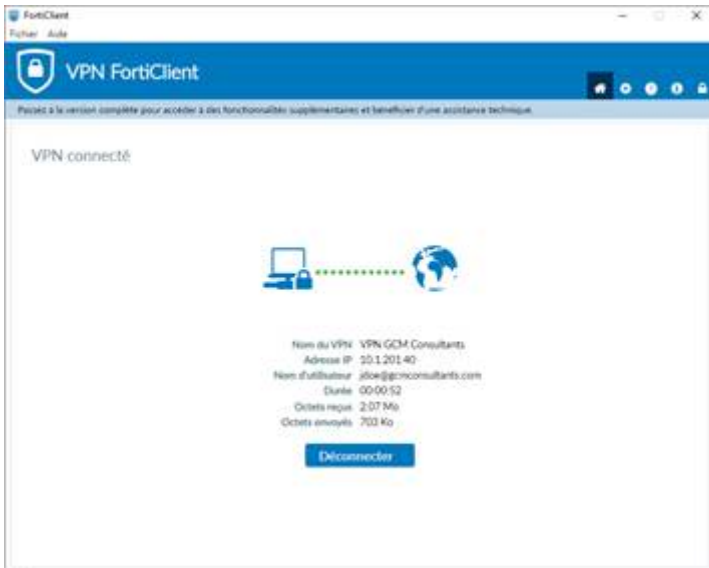 FortiClient
Fichier Aide
VPN FortiClient
Passez à la version complète pour accéder à des fonctionnalités supplementaires et bénéficier d'une assistance technique.
VPN connecté
Nom du VPN VPN GCM Consultants
Adresse IP 10.1.201.40
Nom d'utilisateur jdoe@gcmconsultants.com
Durée 00:00:52
Octets reçus 2.07 Mo
Octets envoyés 703 Ko
Déconnecter